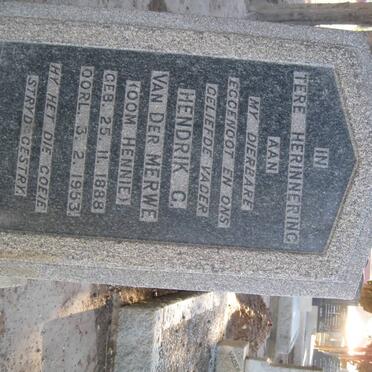 IN
TERE HERINNERING
AAN
MY DIERBARE
EGGENOOT EN ONS
GELIEFDE VADER
HENDRIK C.
VAN DER MERWE
(OOM HENNIE)
GEB. 25. 11. 1888
OORL. 3. 2. 1953
HY HET DIE GOEIE
STRYD GESTRY.